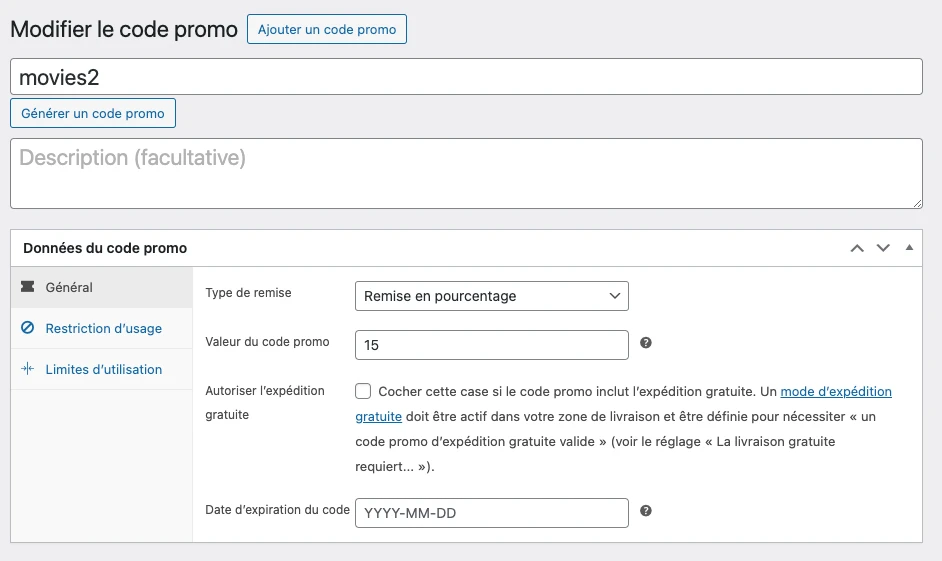 Modifier le code promo
Ajouter un code promo
movies2
Générer un code promo
Description (facultative)
Données du code promo
Général
Restriction d’usage
Limites d’utilisation
Type de remise
Remise en pourcentage
Valeur du code promo
15
Autoriser l’expédition
gratuite
Cocher cette case si le code promo inclut l’expédition gratuite. Un mode d’expédition
gratuite doit être actif dans votre zone de livraison et être définie pour nécessiter « un
code promo d’expédition gratuite valide » (voir le réglage « La livraison gratuite
requiert... »).
Date d’expiration du code
YYYY-MM-DD